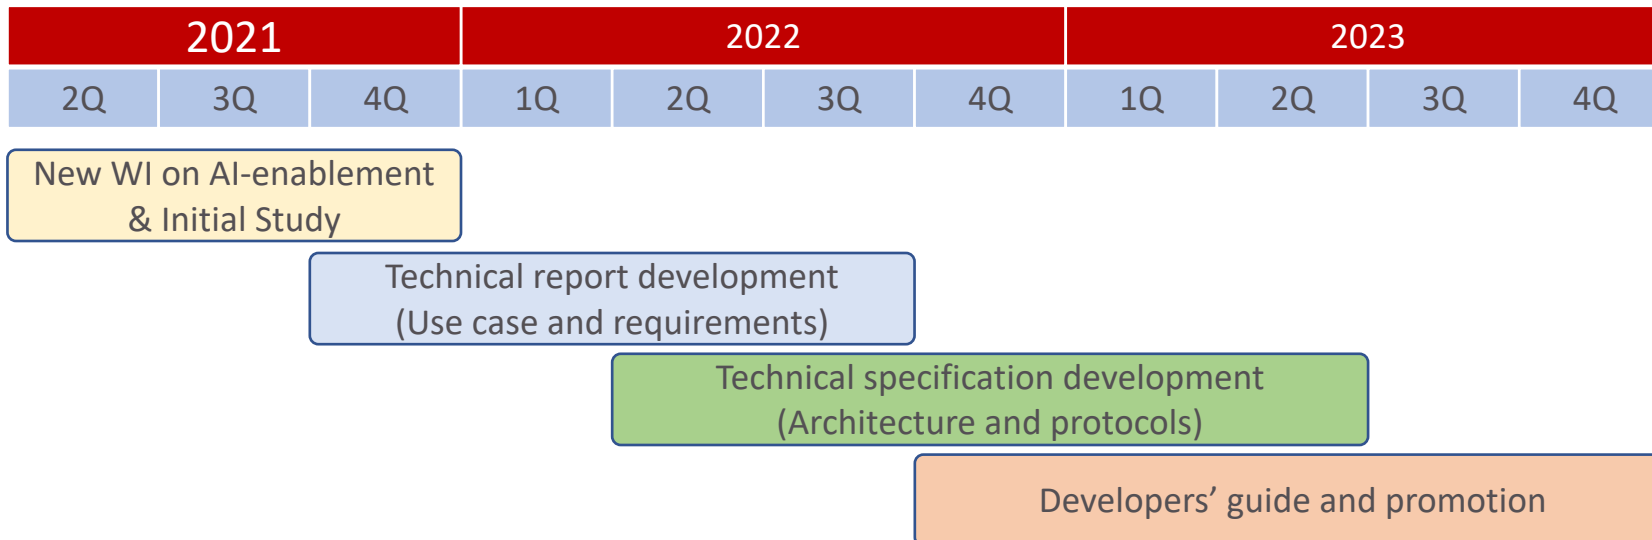 2021 2022 2023
2Q 3Q 4Q 1Q 2Q 3Q 4Q 1Q 2Q 3Q 4Q
New WI on AI-enablement
& Initial Study
Technical report development
(Use case and requirements)
Technical specification development
(Architecture and protocols)
Developers’ guide and promotion